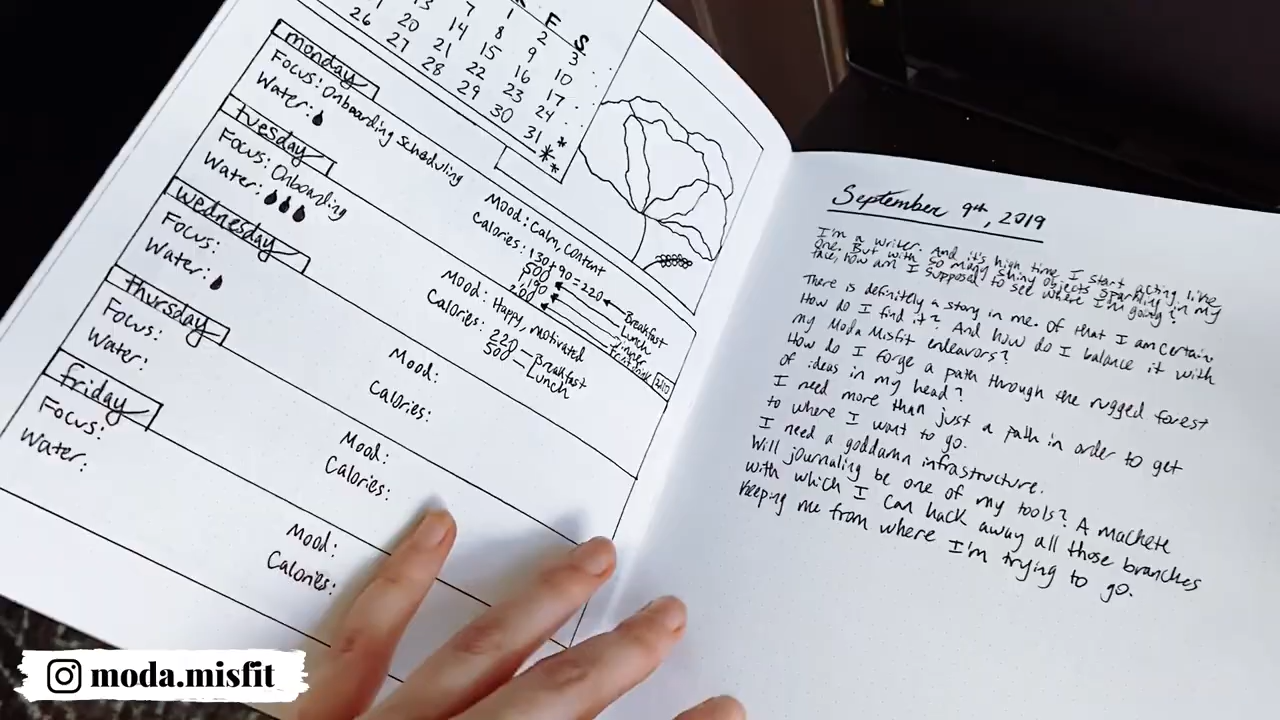 F S
7 1 2 3
13 14 8 9 10
20 21 15 16 17
26 27 28 22 23 24
29 30 31 * * *
monday
Focus: Onboarding Scheduling
Water:
Mood: Calm, content
Calories: 130 + 90 = 220 Breakfast
500 Lunch
1,190 Dinner
200
tuesday
Focus: Onboarding
Water:
Mood: Happy, motivated
Calories: 220 - Breakfast
500 - Lunch
wednesday
Focus:
Water:
Mood:
Calories:
thursday
Focus:
Water:
Mood:
Calories:
friday
Focus:
Water:
Mood:
Calories:
September 9th, 2019
I'm a writer. And it's high time I start acting like
one. But with so many shiny objects sparkling in my
face, how am I supposed to see where I'm going?
There is definitely a story in me. Of that I am certain
How do I find it? And how do I balance it with
my Moda Misfit endeavors?
How do I forge a path through the rugged forest
of ideas in my head?
I need more than just a path in order to get
to where I want to go.
I need a goddamn infrastructure.
Will journaling be one of my tools? A machete
with which I can hack away all those branches
keeping me from where I'm trying to go.
moda.misfit